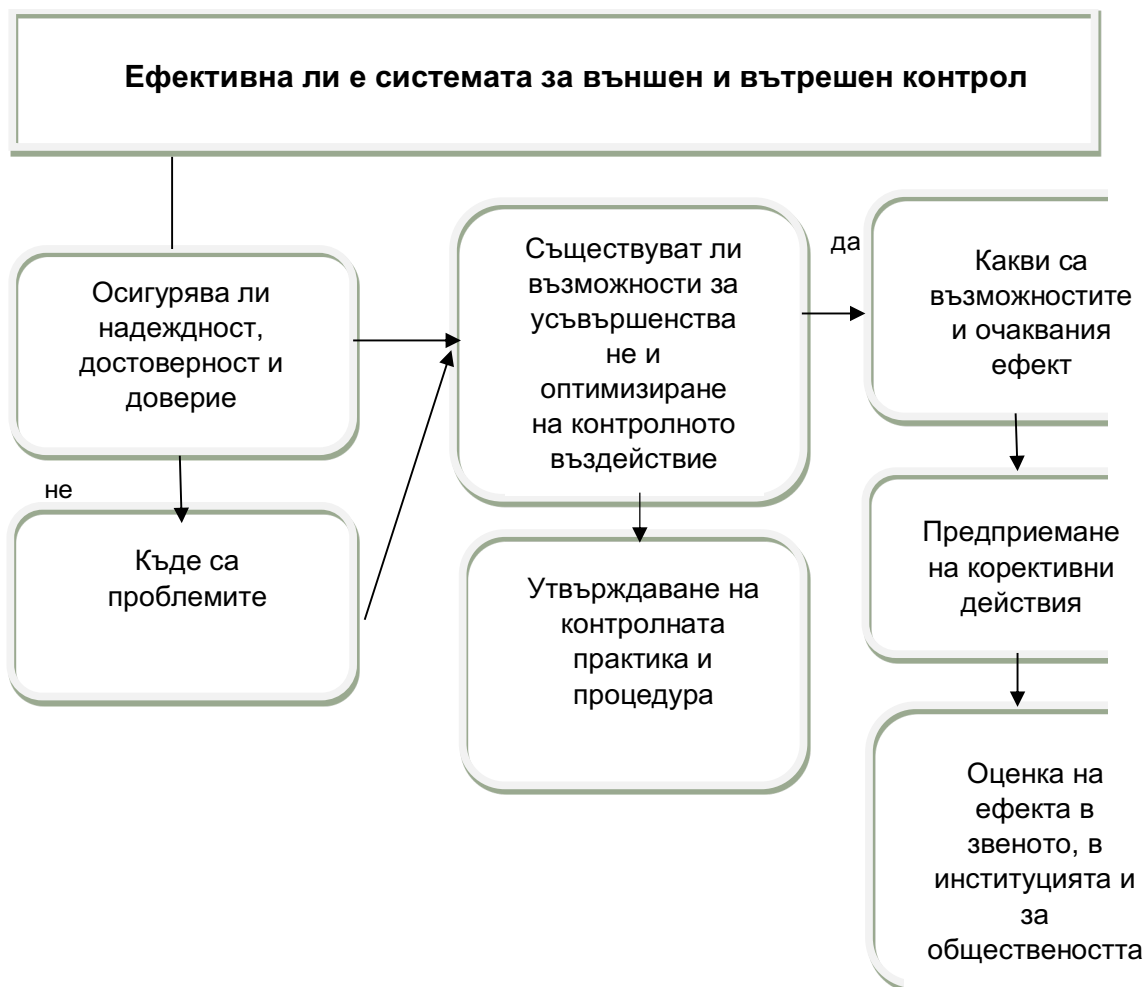 Ефективна ли е системата за външен и вътрешен контрол
Осигурява ли
надеждност,
достоверност и
доверие
не
Къде са
проблемите
Съществуват ли
възможности за
усъвършенства
не и
оптимизиране
на контролното
въздействие
Утвърждаване на
контролната
практика и
процедура
да
Какви са
възможностите
и очаквания
ефект
Предприемане
на корективни
действия
Оценка на
ефекта в
звеното, в
институцията и
за
обществеността